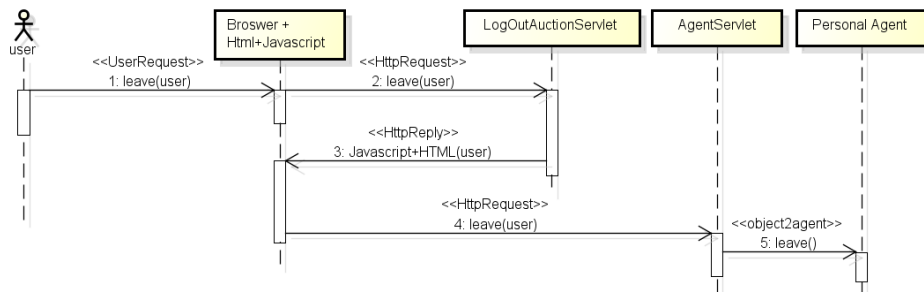 Broswer +
Html+Javascript
LogOutAuctionServlet
AgentServlet
Personal Agent
user
<<UserRequest>>
1: leave(user)
<<HttpRequest>>
2: leave(user)
<<HttpReply>>
3: Javascript+HTML(user)
<<HttpRequest>>
4: leave(user)
<<object2agent>>
5: leave()